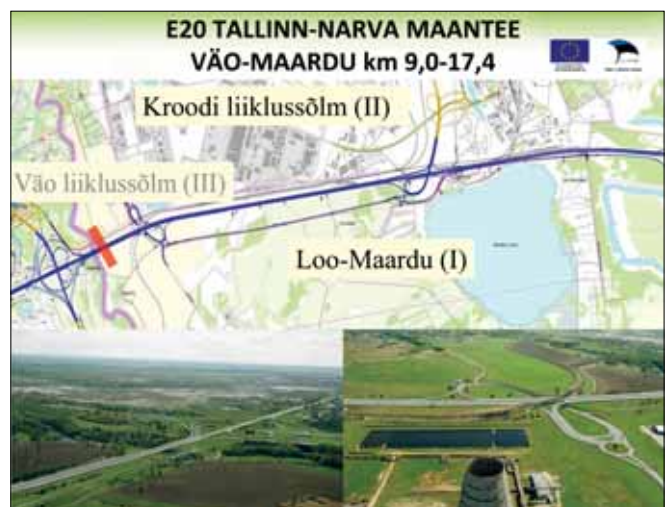 E20 TALLINN-NARVA MAANTEE
VÄO-MAARDU km 9,0-17,4
Kroodi liiklussõlm (II)
Väo liiklussõlm (III)
Loo-Maardu (I)